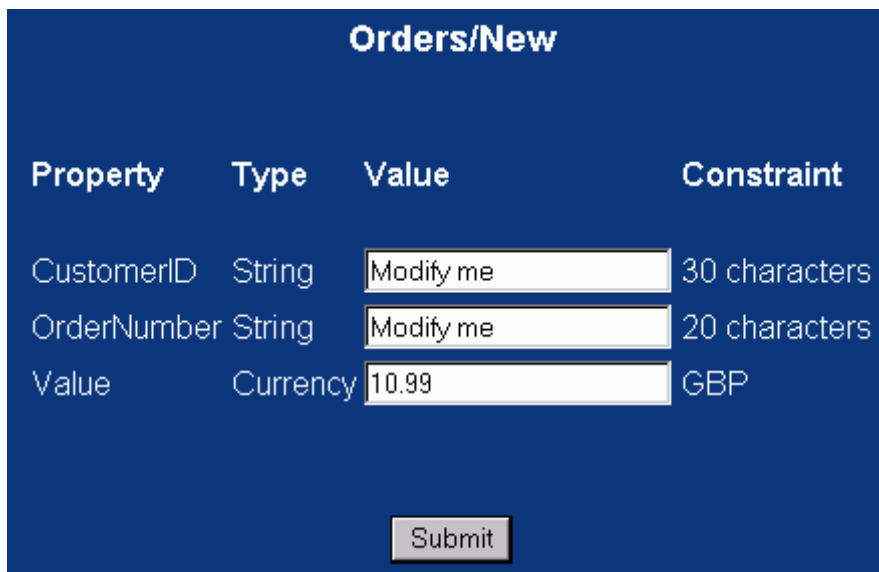 Orders/New
Property Type Value Constraint
CustomerID String Modify me 30 characters
OrderNumber String Modify me 20 characters
Value Currency 10.99 GBP
Submit